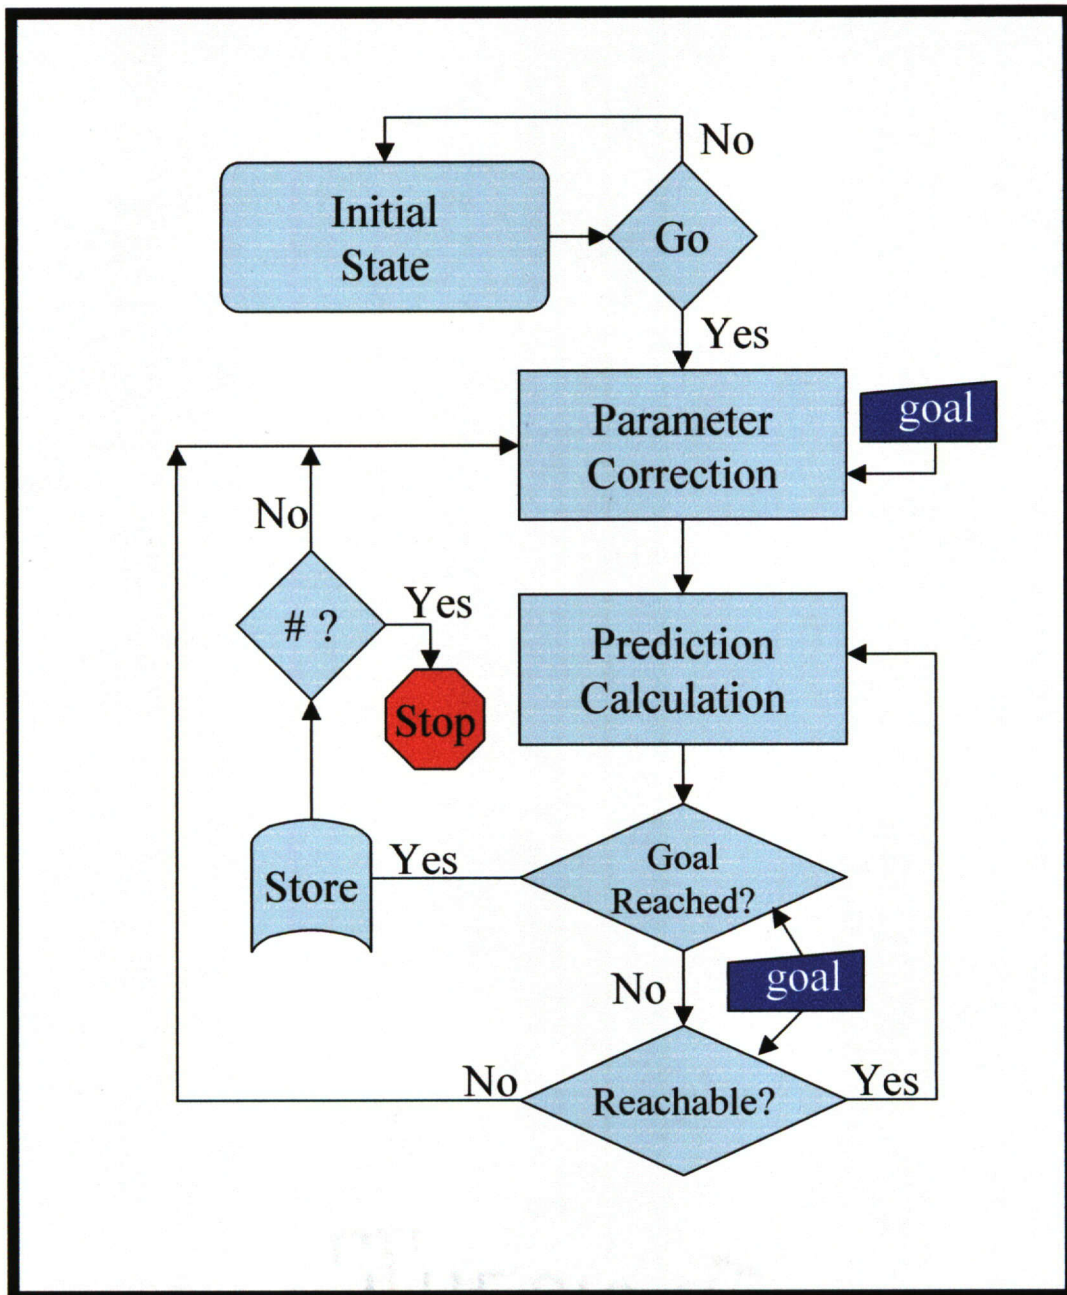 No
Initial
State
Go
Yes
Parameter
Correction
goal
No
# ?
Yes
Stop
Prediction
Calculation
Store
Yes
Goal
Reached?
No
goal
No
Reachable?
Yes